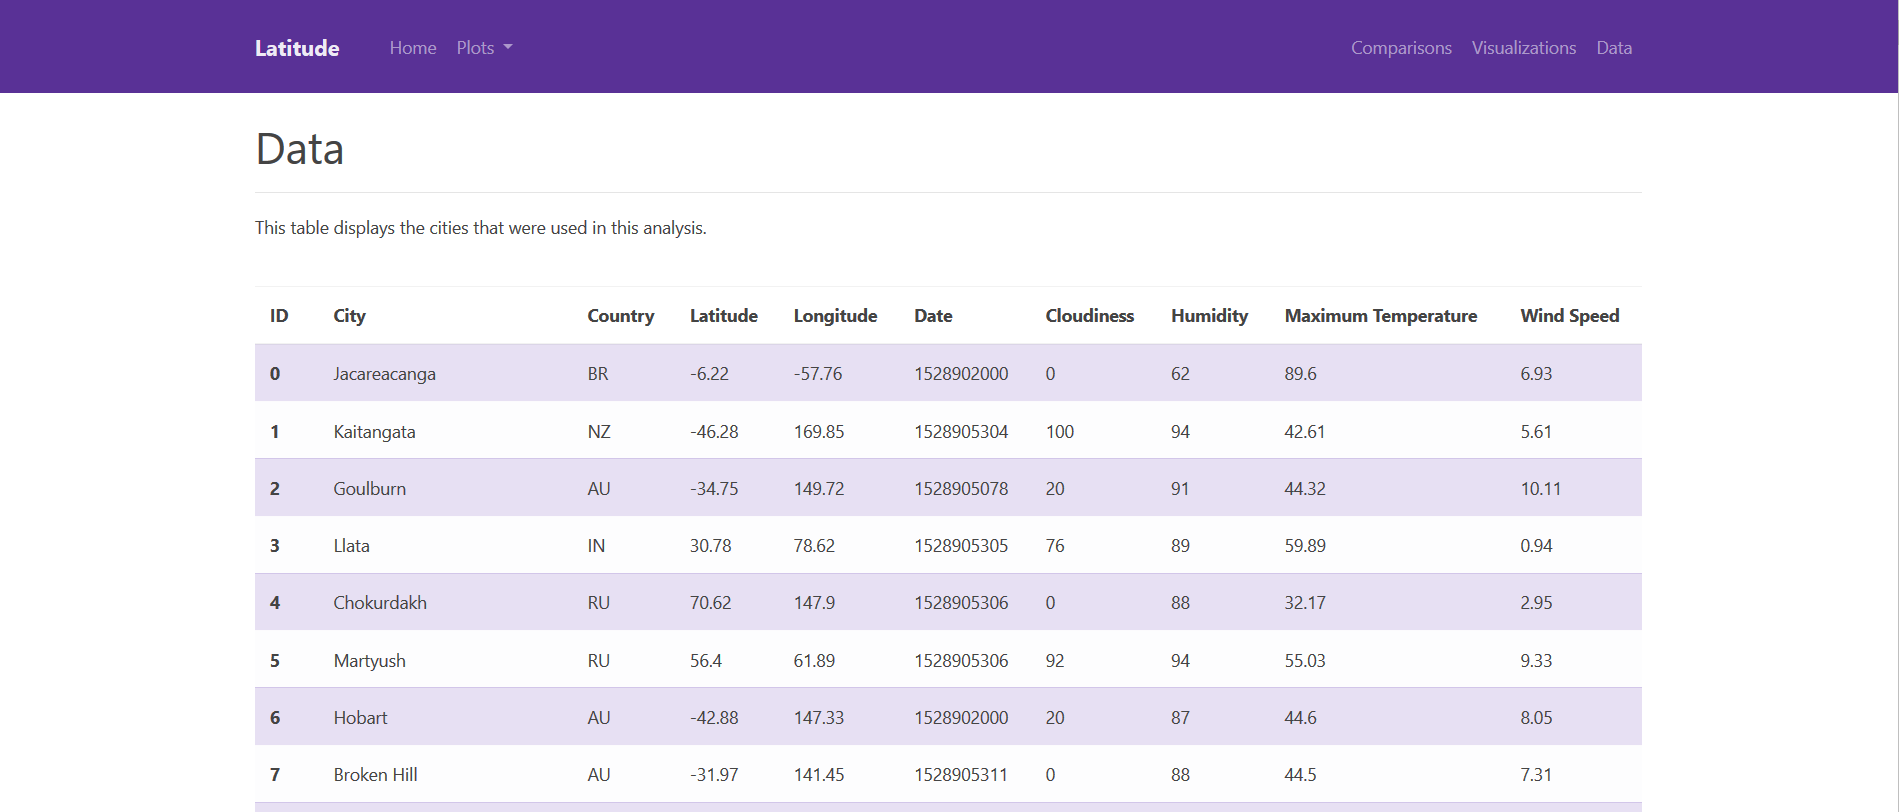 Latitude Home Plots Comparisons Visualizations Data
Data
This table displays the cities that were used in this analysis.
ID City Country Latitude Longitude Date Cloudiness Humidity Maximum Temperature Wind Speed
0 Jacareacanga BR -6.22 -57.76 1528902000 0 62 89.6 6.93
1 Kaitangata NZ -46.28 169.85 1528905304 100 94 42.61 5.61
2 Goulburn AU -34.75 149.72 1528905078 20 91 44.32 10.11
3 Llata IN 30.78 78.62 1528905305 76 89 59.89 0.94
4 Chokurdakh RU 70.62 147.9 1528905306 0 88 32.17 2.95
5 Martyush RU 56.4 61.89 1528905306 92 94 55.03 9.33
6 Hobart AU -42.88 147.33 1528902000 20 87 44.6 8.05
7 Broken Hill AU -31.97 141.45 1528905311 0 88 44.5 7.31